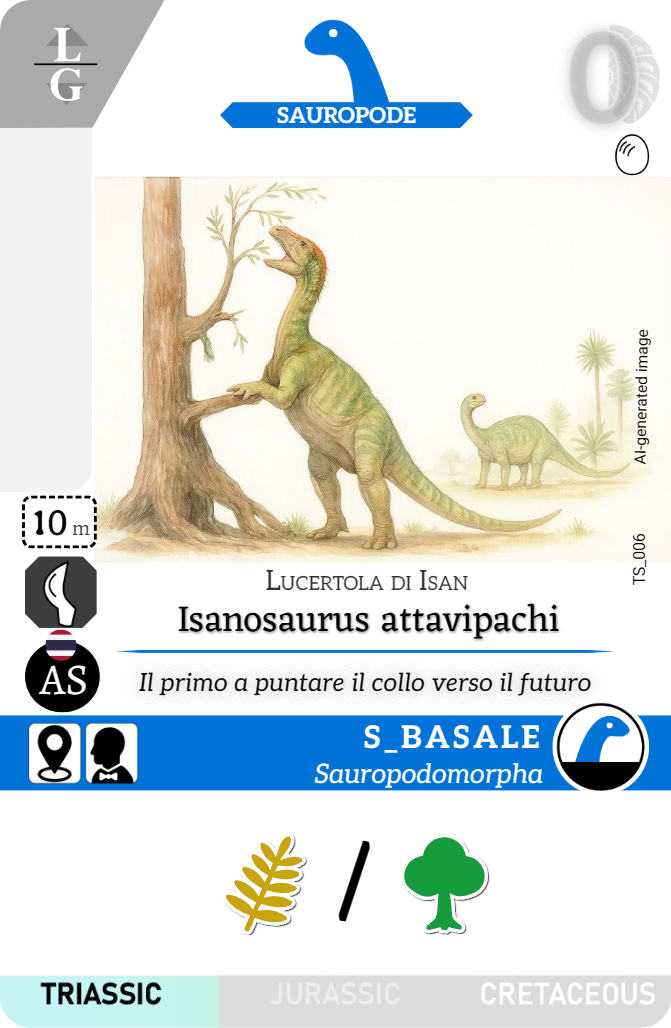 L
G
SAUROPODE
0
AI-generated image
TS_006
10 m
AS
Lucertola di Isan
Isanosaurus attavipachi
Il primo a puntare il collo verso il futuro
S_BASALE
Sauropodomorpha
/
TRIASSIC JURASSIC CRETACEOUS